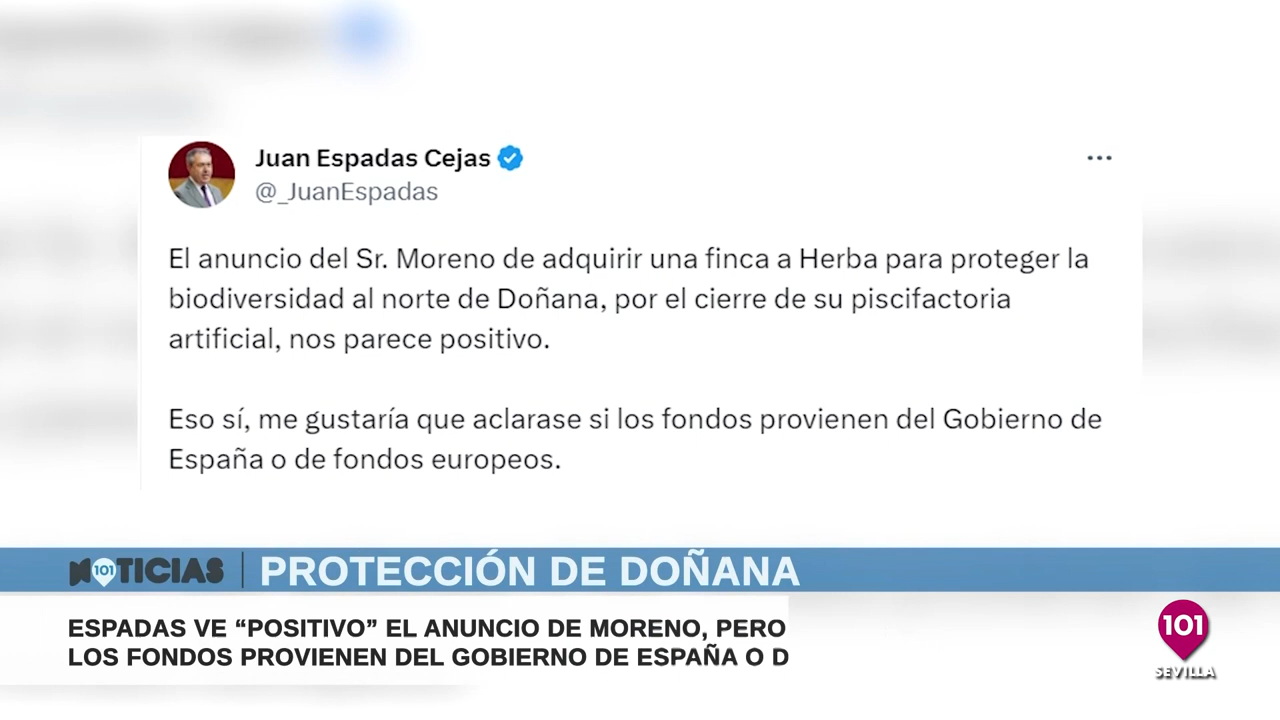 Juan Espadas Cejas
@_JuanEspadas
El anuncio del Sr. Moreno de adquirir una finca a Herba para proteger la
biodiversidad al norte de Doñana, por el cierre de su piscifactoria
artificial, nos parece positivo.
Eso sí, me gustaría que aclarase si los fondos provienen del Gobierno de
España o de fondos europeos.
NOTICIAS
101
PROTECCIÓN DE DOÑANA
ESPADAS VE “POSITIVO” EL ANUNCIO DE MORENO, PERO
LOS FONDOS PROVIENEN DEL GOBIERNO DE ESPAÑA O D
101
SEVILLA